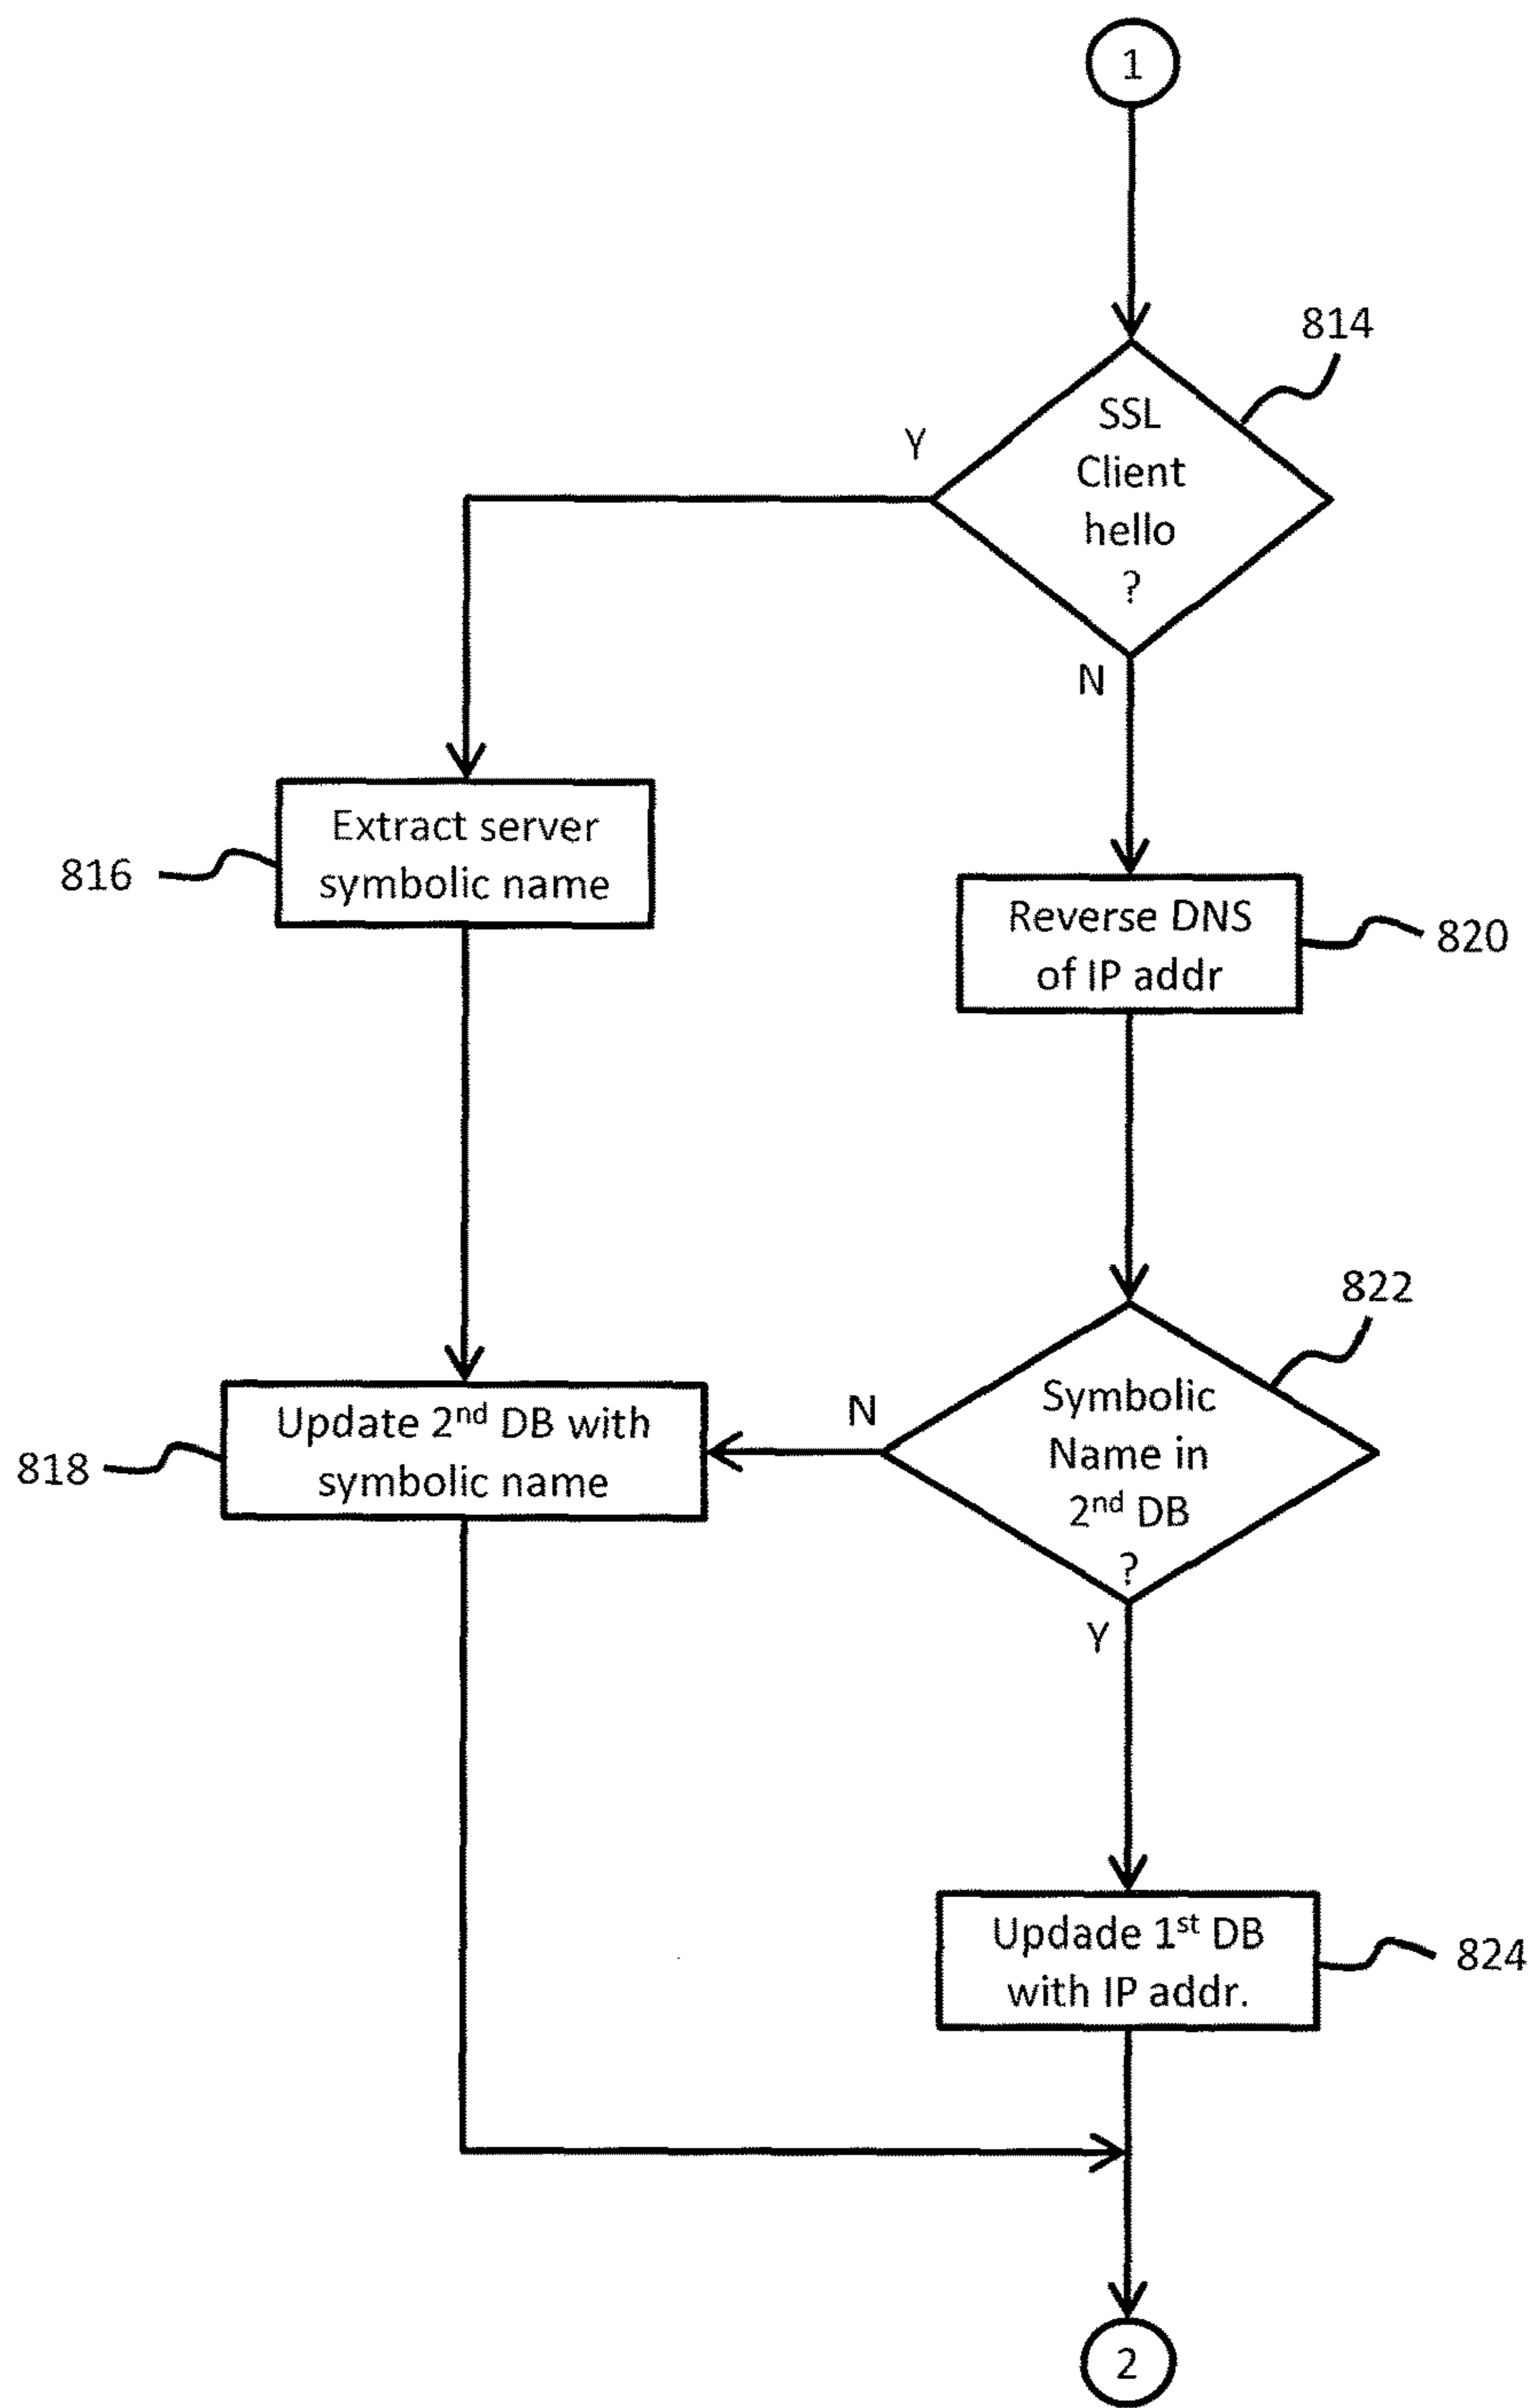 1
814
SSL
Client
hello
?
Y
N
816
Extract server
symbolic name
Reverse DNS
of IP addr
820
822
Symbolic
Name in
2nd DB
?
N
Y
818
Update 2nd DB with
symbolic name
Updade 1st DB
with IP addr.
824
2